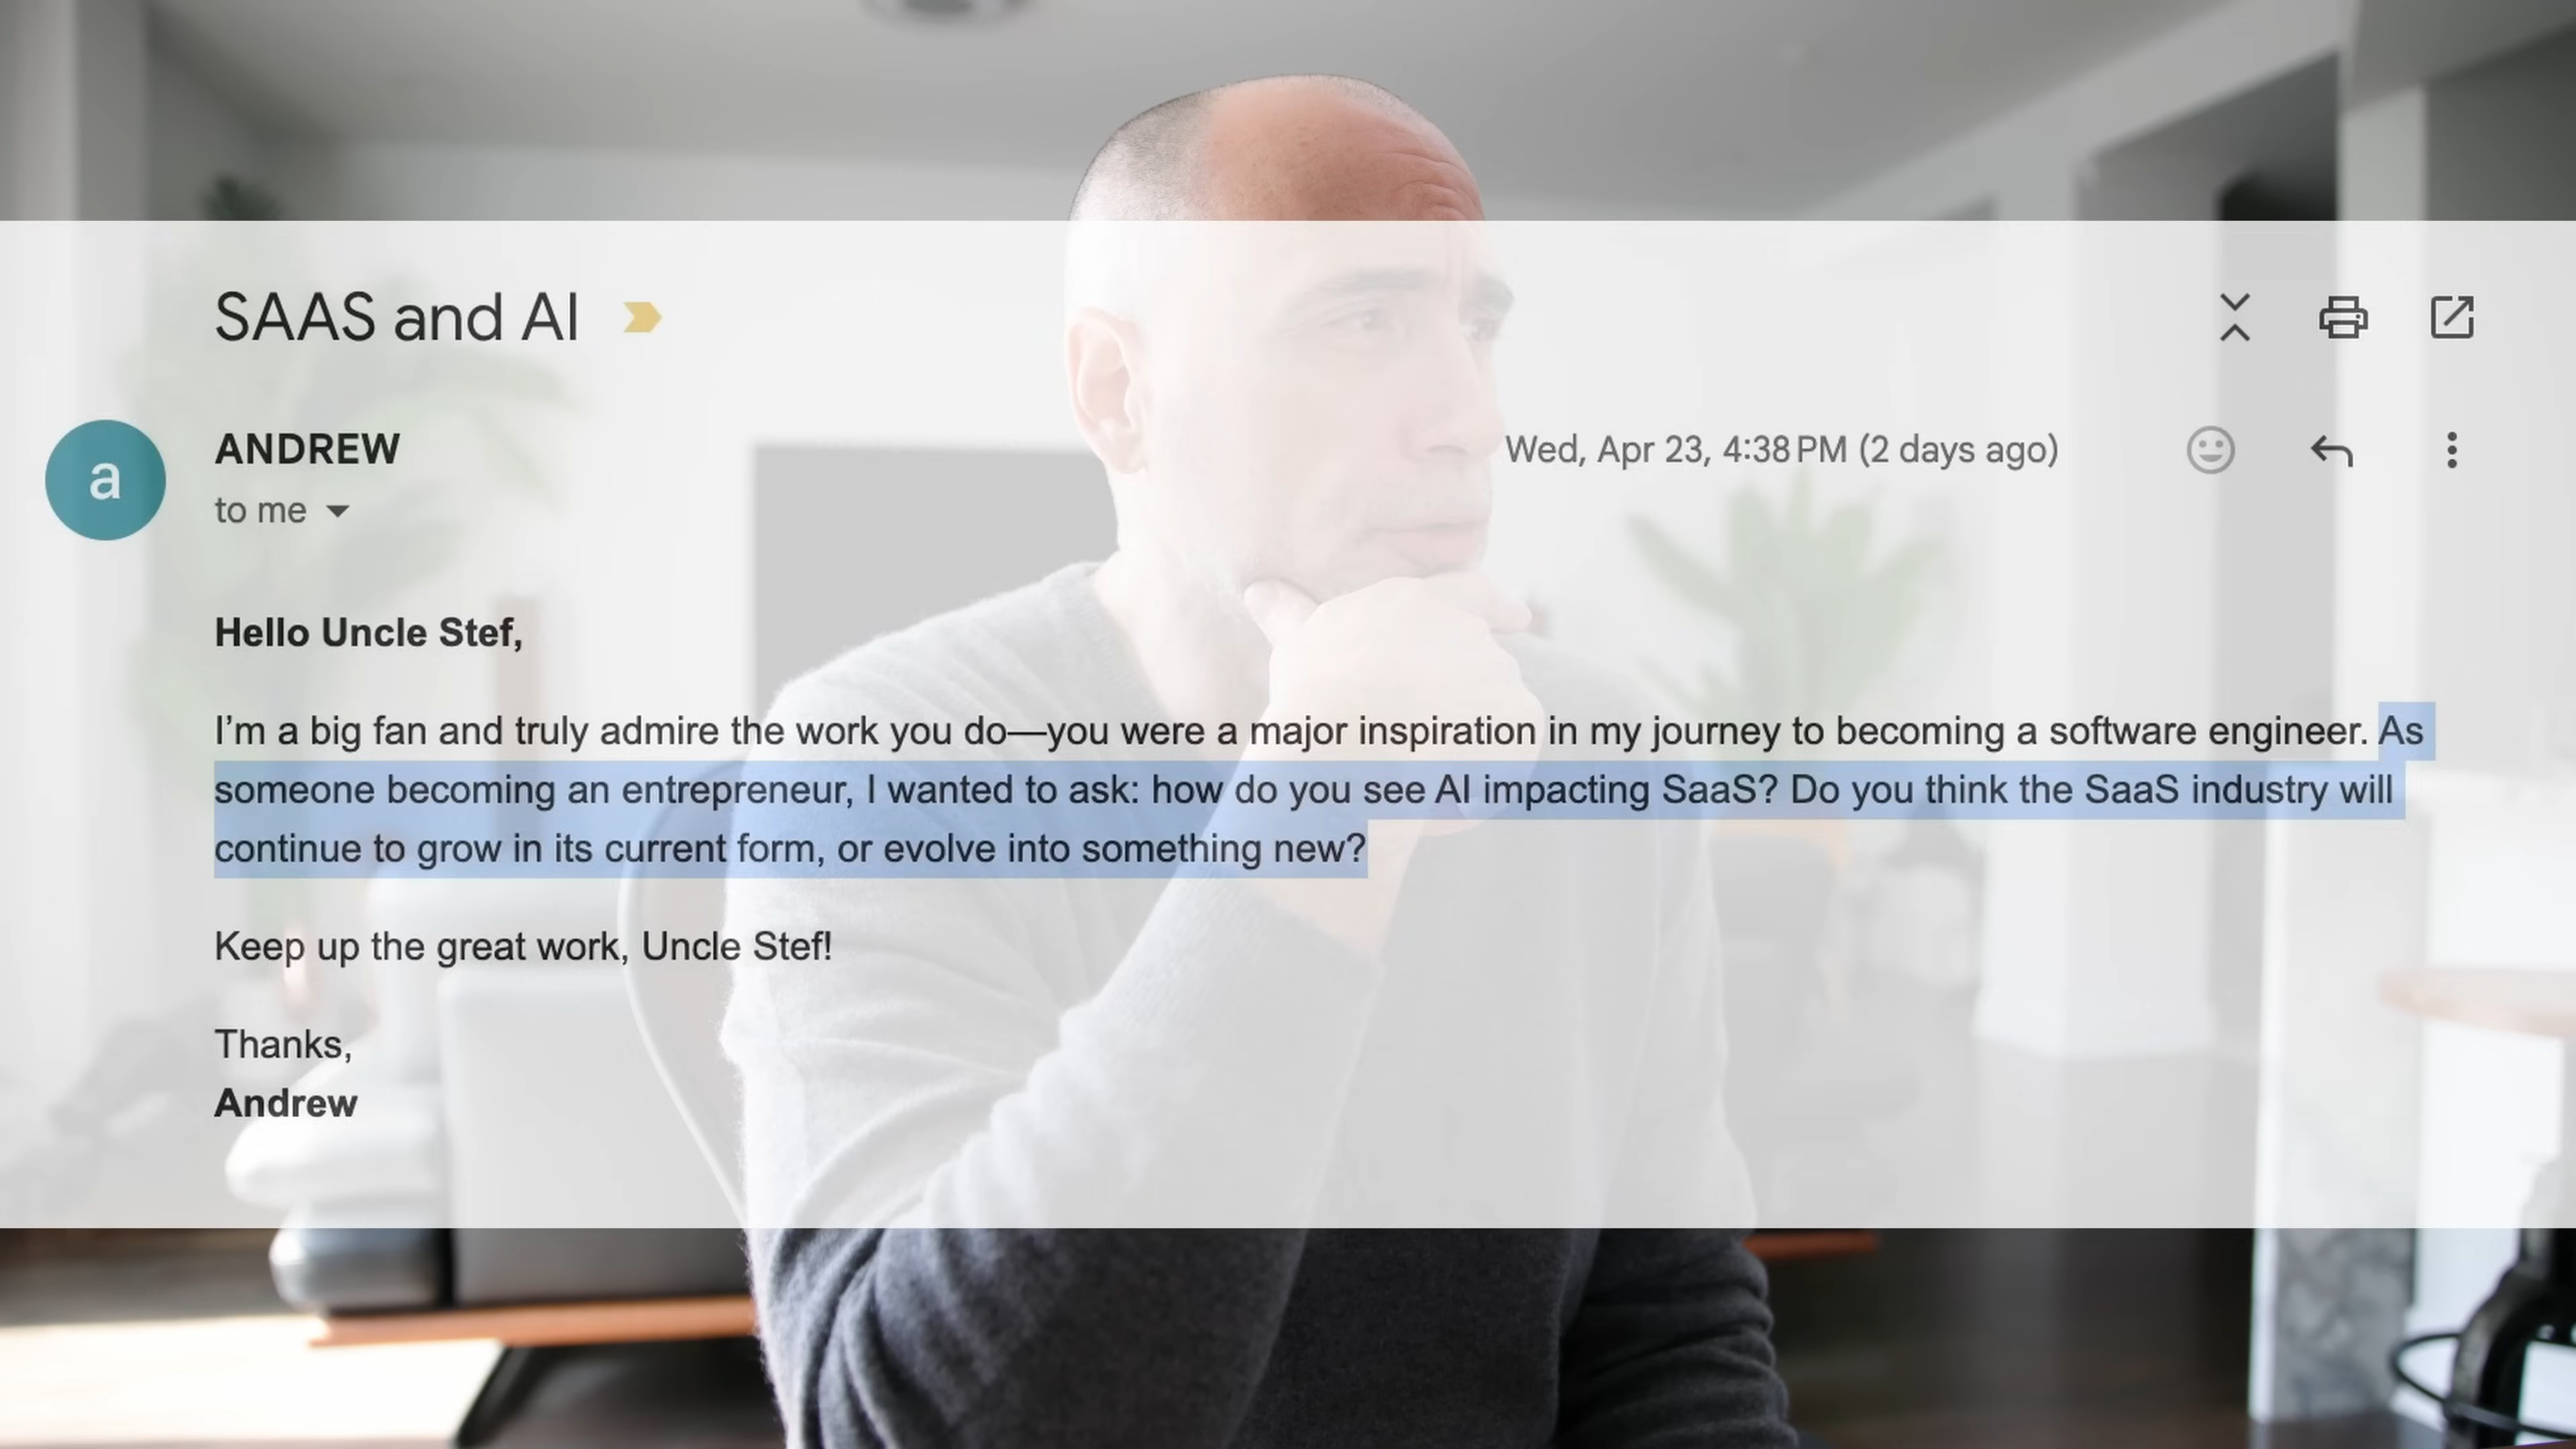 SAAS and AI
ANDREW
Wed, Apr 23, 4:38 PM (2 days ago)
a
to me
Hello Uncle Stef,
I’m a big fan and truly admire the work you do—you were a major inspiration in my journey to becoming a software engineer. As
someone becoming an entrepreneur, I wanted to ask: how do you see AI impacting SaaS? Do you think the SaaS industry will
continue to grow in its current form, or evolve into something new?
Keep up the great work, Uncle Stef!
Thanks,
Andrew